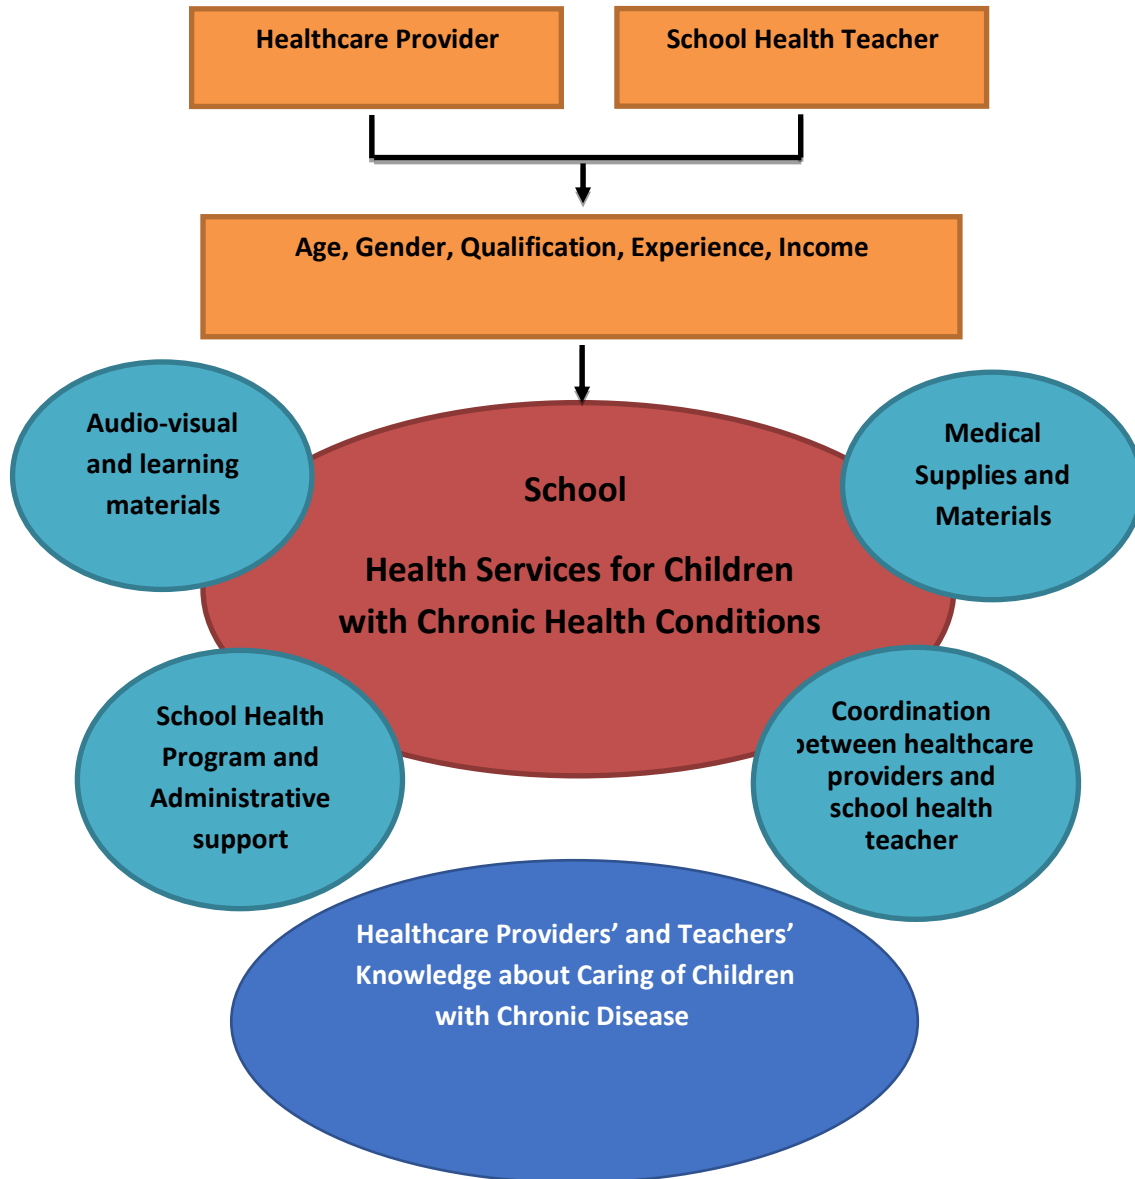 Healthcare Provider
School Health Teacher
Age, Gender, Qualification, Experience, Income
Audio-visual
and learning
materials
Medical
Supplies and
Materials
School
Health Services for Children
with Chronic Health Conditions
School Health
Program and
Administrative
support
Coordination
between healthcare
providers and
school health
teacher
Healthcare Providers’ and Teachers’
Knowledge about Caring of Children
with Chronic Disease